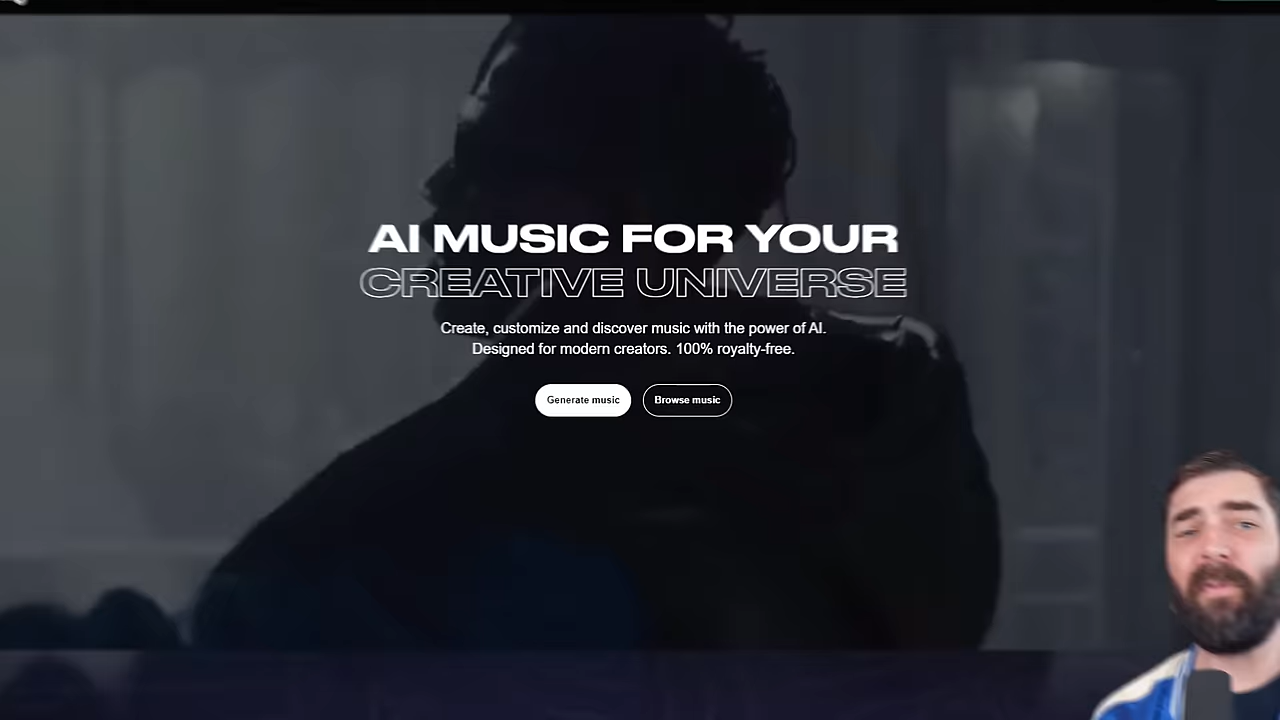 AI MUSIC FOR YOUR
CREATIVE UNIVERSE
Create, customize and discover music with the power of AI.
Designed for modern creators. 100% royalty-free.
Generate music
Browse music